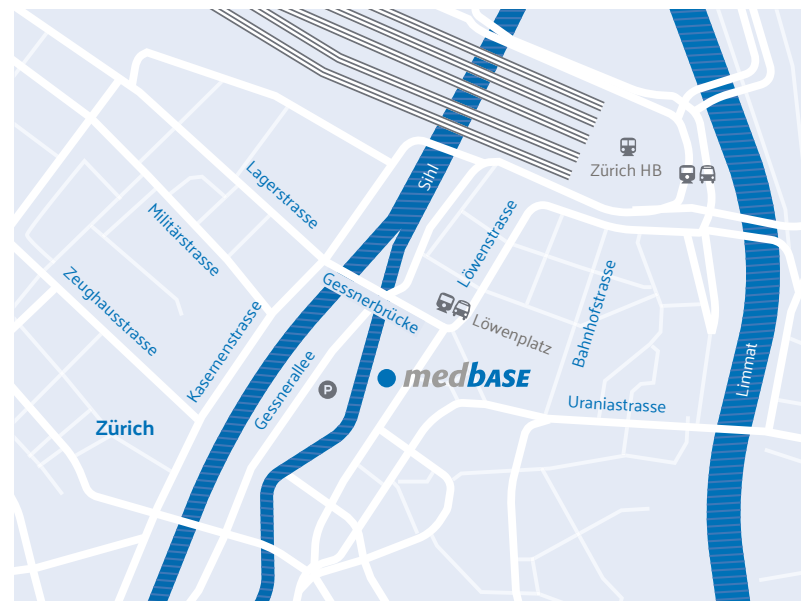 Sihl
Zürich HB
Lagerstrasse
Militärstrasse
Löwenstrasse
Zeughausstrasse
Gessnerbrücke
Löwenplatz
Bahnhofstrasse
Kasernenstrasse
Gessnerallee
P
medBASE
Limmat
Uraniastrasse
Zürich